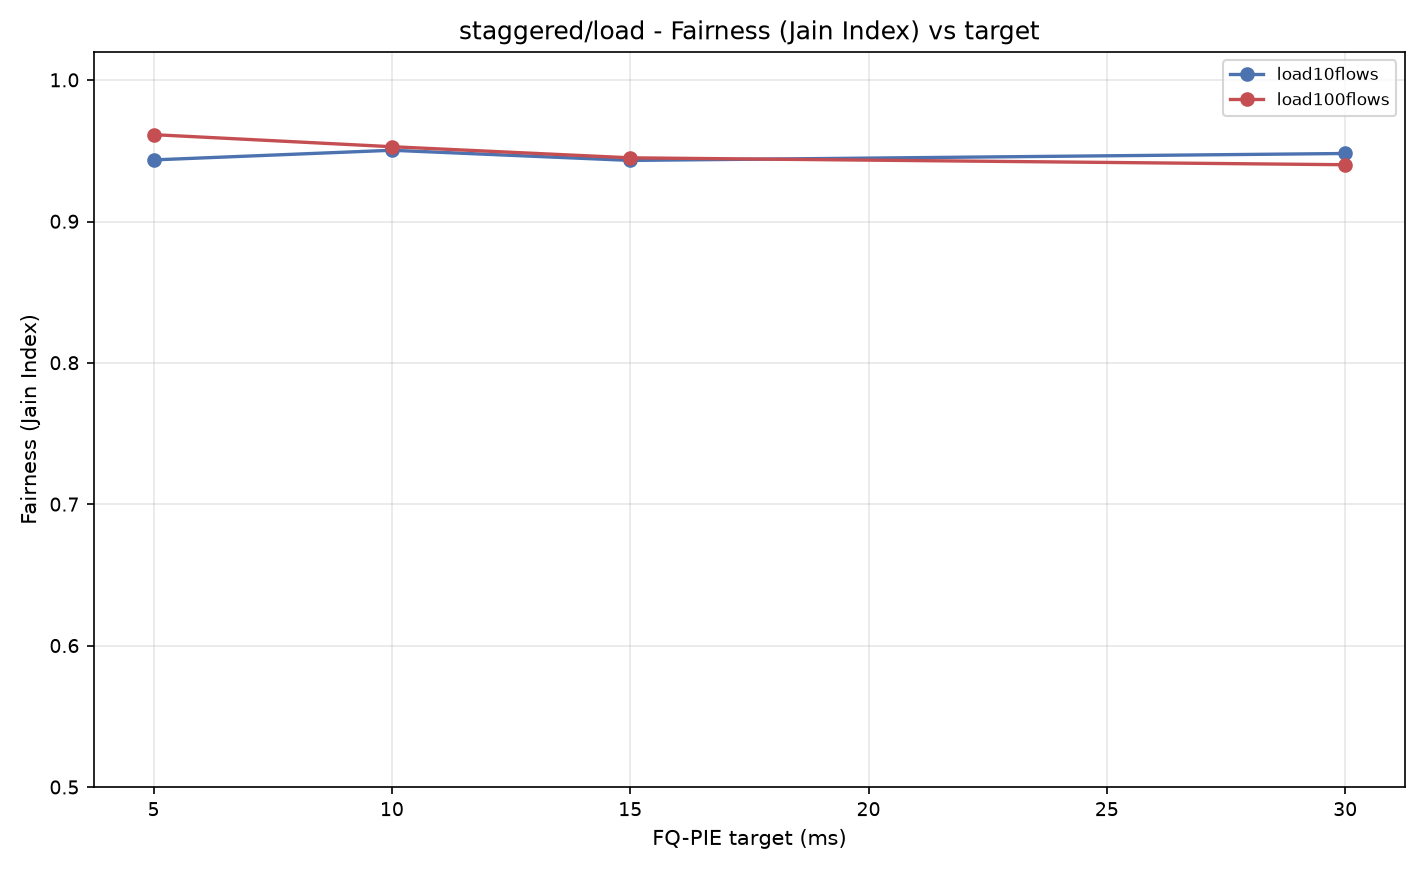 staggered/load - Fairness (Jain Index) vs target
load10flows
load100flows
1.0
0.9
0.8
0.7
0.6
0.5
Fairness (Jain Index)
5 10 15 20 25 30
FQ-PIE target (ms)